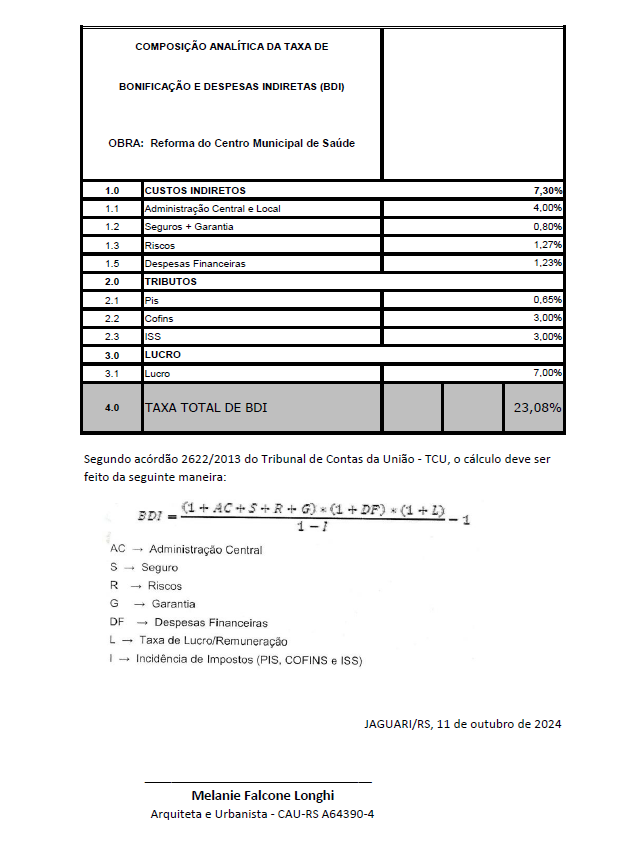 COMPOSIÇÃO ANALÍTICA DA TAXA DE
BONIFICAÇÃO E DESPESAS INDIRETAS (BDI)
OBRA: Reforma do Centro Municipal de Saúde
1.0 CUSTOS INDIRETOS 7,30%
1.1 Administração Central e Local 4,00%
1.2 Seguros + Garantia 0,80%
1.3 Riscos 1,27%
1.5 Despesas Financeiras 1,23%
2.0 TRIBUTOS
2.1 Pis 0,65%
2.2 Cofins 3,00%
2.3 ISS 3,00%
3.0 LUCRO
3.1 Lucro 7,00%
4.0 TAXA TOTAL DE BDI 23,08%
Segundo acórdão 2622/2013 do Tribunal de Contas da União - TCU, o cálculo deve ser
feito da seguinte maneira:
BDI = (1 + AC + S + R + G) * (1 + DF) * (1 + L) / 1 - I - 1
AC → Administração Central
S → Seguro
R → Riscos
G → Garantia
DF → Despesas Financeiras
L → Taxa de Lucro/Remuneração
I → Incidência de Impostos (PIS, COFINS e ISS)
JAGUARI/RS, 11 de outubro de 2024
Melanie Falcone Longhi
Arquiteta e Urbanista - CAU-RS A64390-4